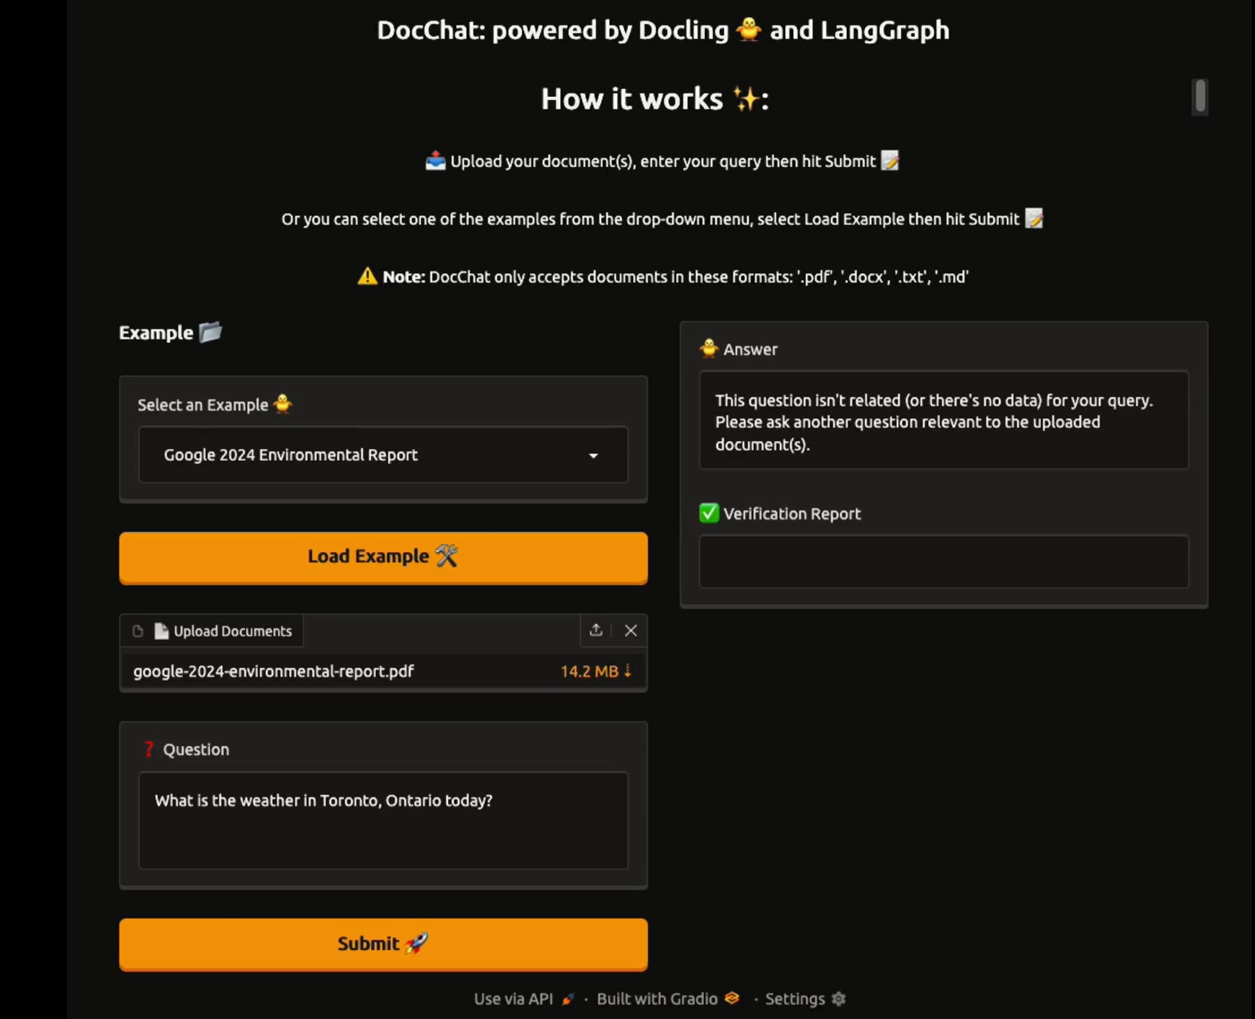 DocChat: powered by Docling 🐥 and LangGraph
How it works ✨:
📤 Upload your document(s), enter your query then hit Submit 📝
Or you can select one of the examples from the drop-down menu, select Load Example then hit Submit 📝
⚠️ Note: DocChat only accepts documents in these formats: '.pdf', '.docx', '.txt', '.md'
Example 📂
Select an Example 🐥
Google 2024 Environmental Report
Load Example 🛠️
📄 Upload Documents
google-2024-environmental-report.pdf 14.2 MB ↓
❓ Question
What is the weather in Toronto, Ontario today?
Submit 🚀
🐥 Answer
This question isn't related (or there's no data) for your query.
Please ask another question relevant to the uploaded
document(s).
✅ Verification Report
Use via API 🚀 · Built with Gradio · Settings ⚙️